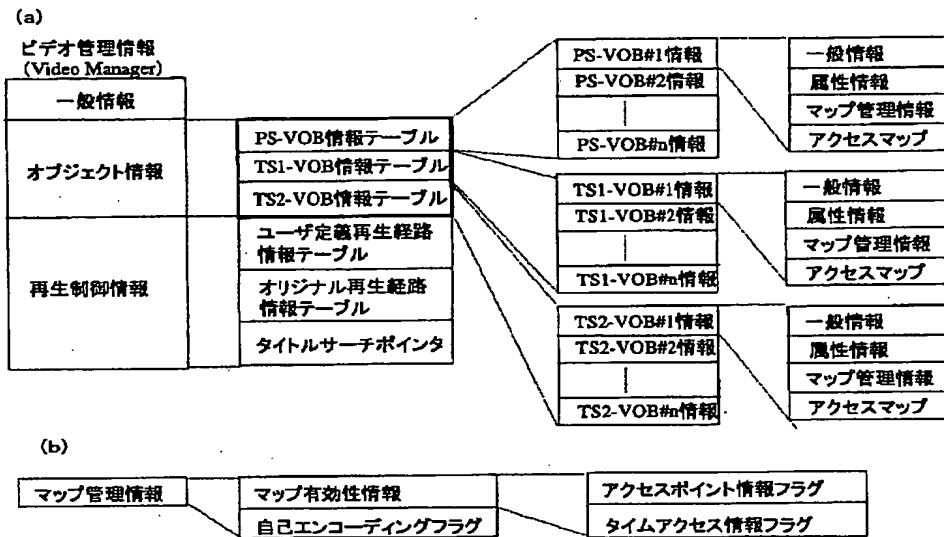 (a)
ビデオ管理情報
(Video Manager)
一般情報
オブジェクト情報
再生制御情報
PS-VOB情報テーブル
TS1-VOB情報テーブル
TS2-VOB情報テーブル
ユーザ定義再生経路
情報テーブル
オリジナル再生経路
情報テーブル
タイトルサーチポインタ
PS-VOB#1情報
PS-VOB#2情報
PS-VOB#n情報
一般情報
属性情報
マップ管理情報
アクセスマップ
TS1-VOB#1情報
TS1-VOB#2情報
TS1-VOB#n情報
一般情報
属性情報
マップ管理情報
アクセスマップ
TS2-VOB#1情報
TS2-VOB#2情報
TS2-VOB#n情報
一般情報
属性情報
マップ管理情報
アクセスマップ
(b)
マップ管理情報
マップ有効性情報
自己エンコーディングフラグ
アクセスポイント情報フラグ
タイムアクセス情報フラグ